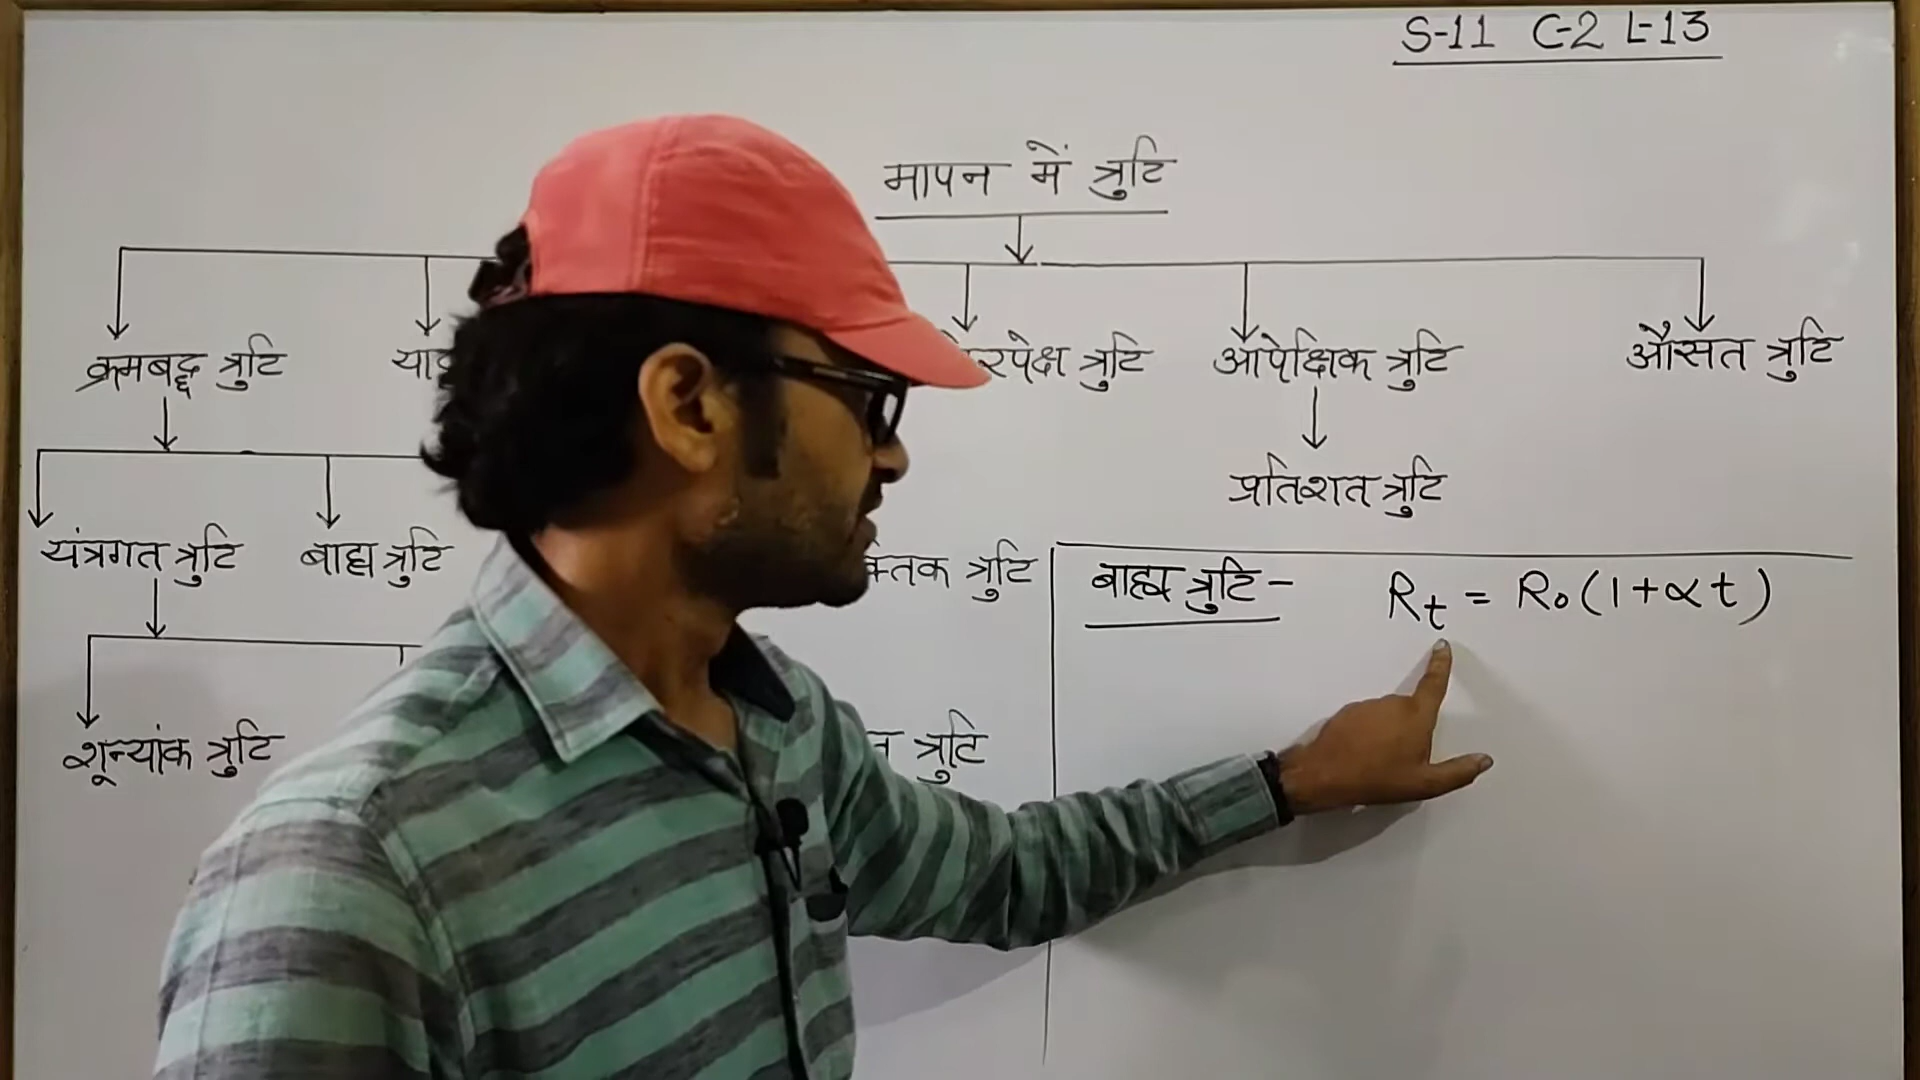 S-11 C-2 L-13
मापन में त्रुटि
क्रमबद्ध त्रुटि आपेक्षिक त्रुटि औसत त्रुटि
त्रुटि
प्रतिशत त्रुटि
यंत्रगत त्रुटि बाह्य त्रुटि त्रुटि
बाह्य त्रुटि - Rt = R₀(1+αt)
शून्यांक त्रुटि त्रुटि